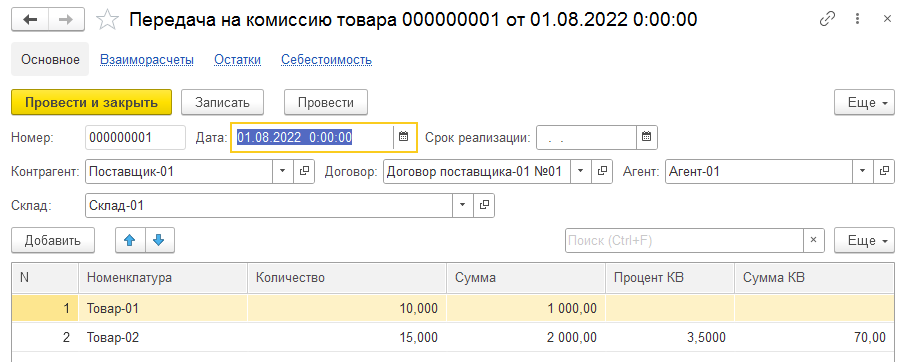 Передача на комиссию товара 000000001 от 01.08.2022 0:00:00
Основное Взаиморасчеты Остатки Себестоимость
Провести и закрыть Записать Провести Еще
Номер: 000000001 Дата: 01.08.2022 0:00:00 Срок реализации: . .
Контрагент: Поставщик-01 Договор: Договор поставщика-01 №01 Агент: Агент-01
Склад: Склад-01
Добавить Поиск (Ctrl+F) × Еще
N Номенклатура Количество Сумма Процент КВ Сумма КВ
1 Товар-01 10,000 1 000,00
2 Товар-02 15,000 2 000,00 3,5000 70,00